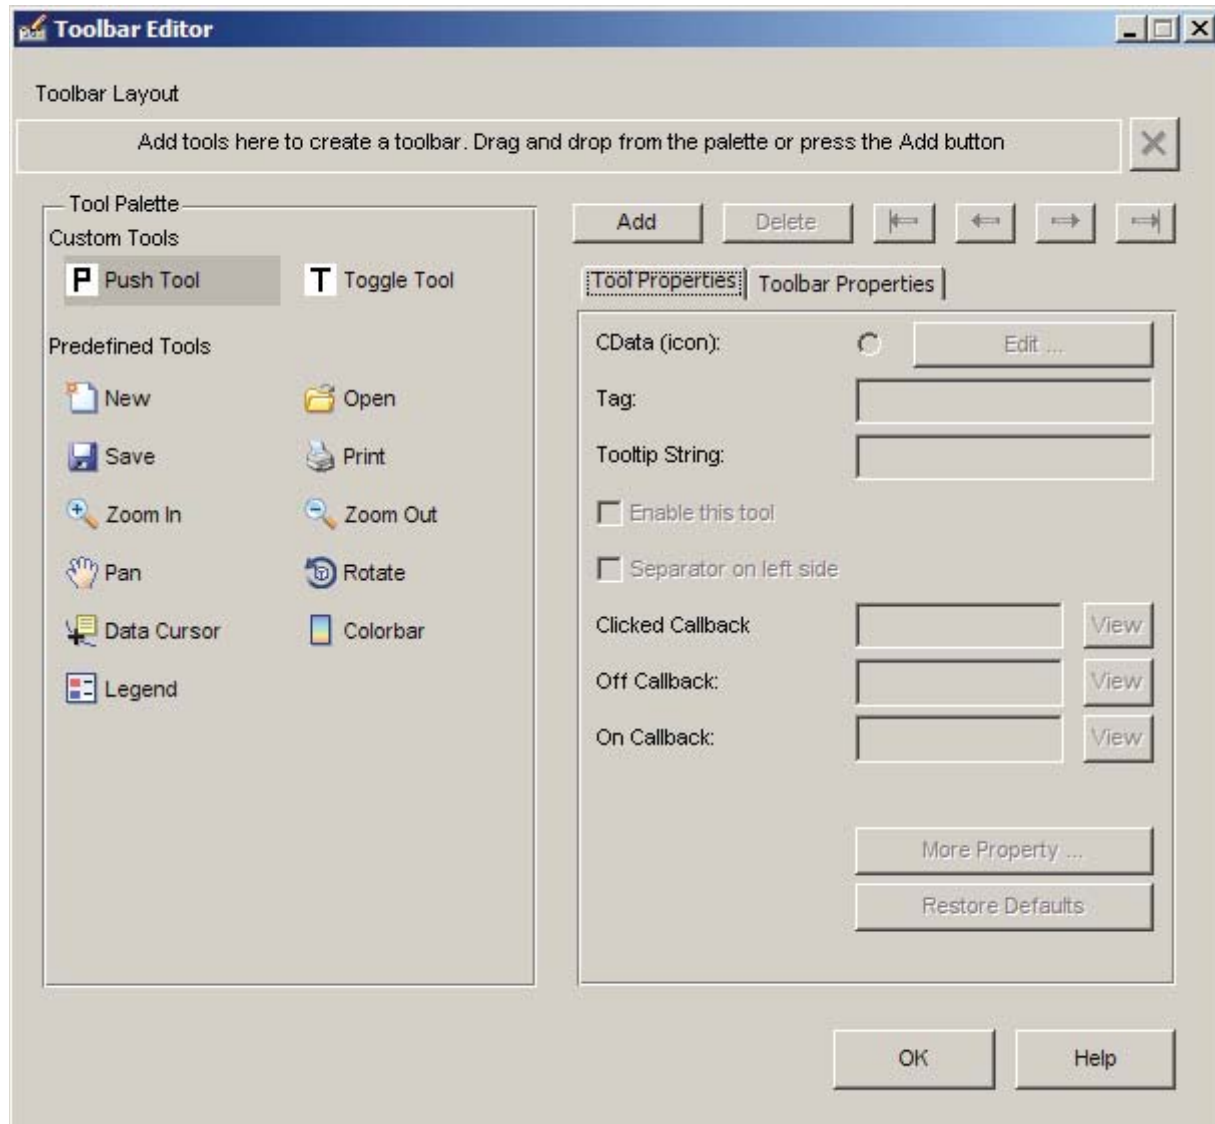 Toolbar Editor
Toolbar Layout
Add tools here to create a toolbar. Drag and drop from the palette or press the Add button
Tool Palette
Custom Tools
P Push Tool
T Toggle Tool
Predefined Tools
New
Open
Save
Print
Zoom In
Zoom Out
Pan
Rotate
Data Cursor
Colorbar
Legend
Add
Delete
Tool Properties
Toolbar Properties
CData (icon):
Edit ...
Tag:
Tooltip String:
Enable this tool
Separator on left side
Clicked Callback
View
Off Callback:
View
On Callback:
View
More Property ...
Restore Defaults
OK
Help